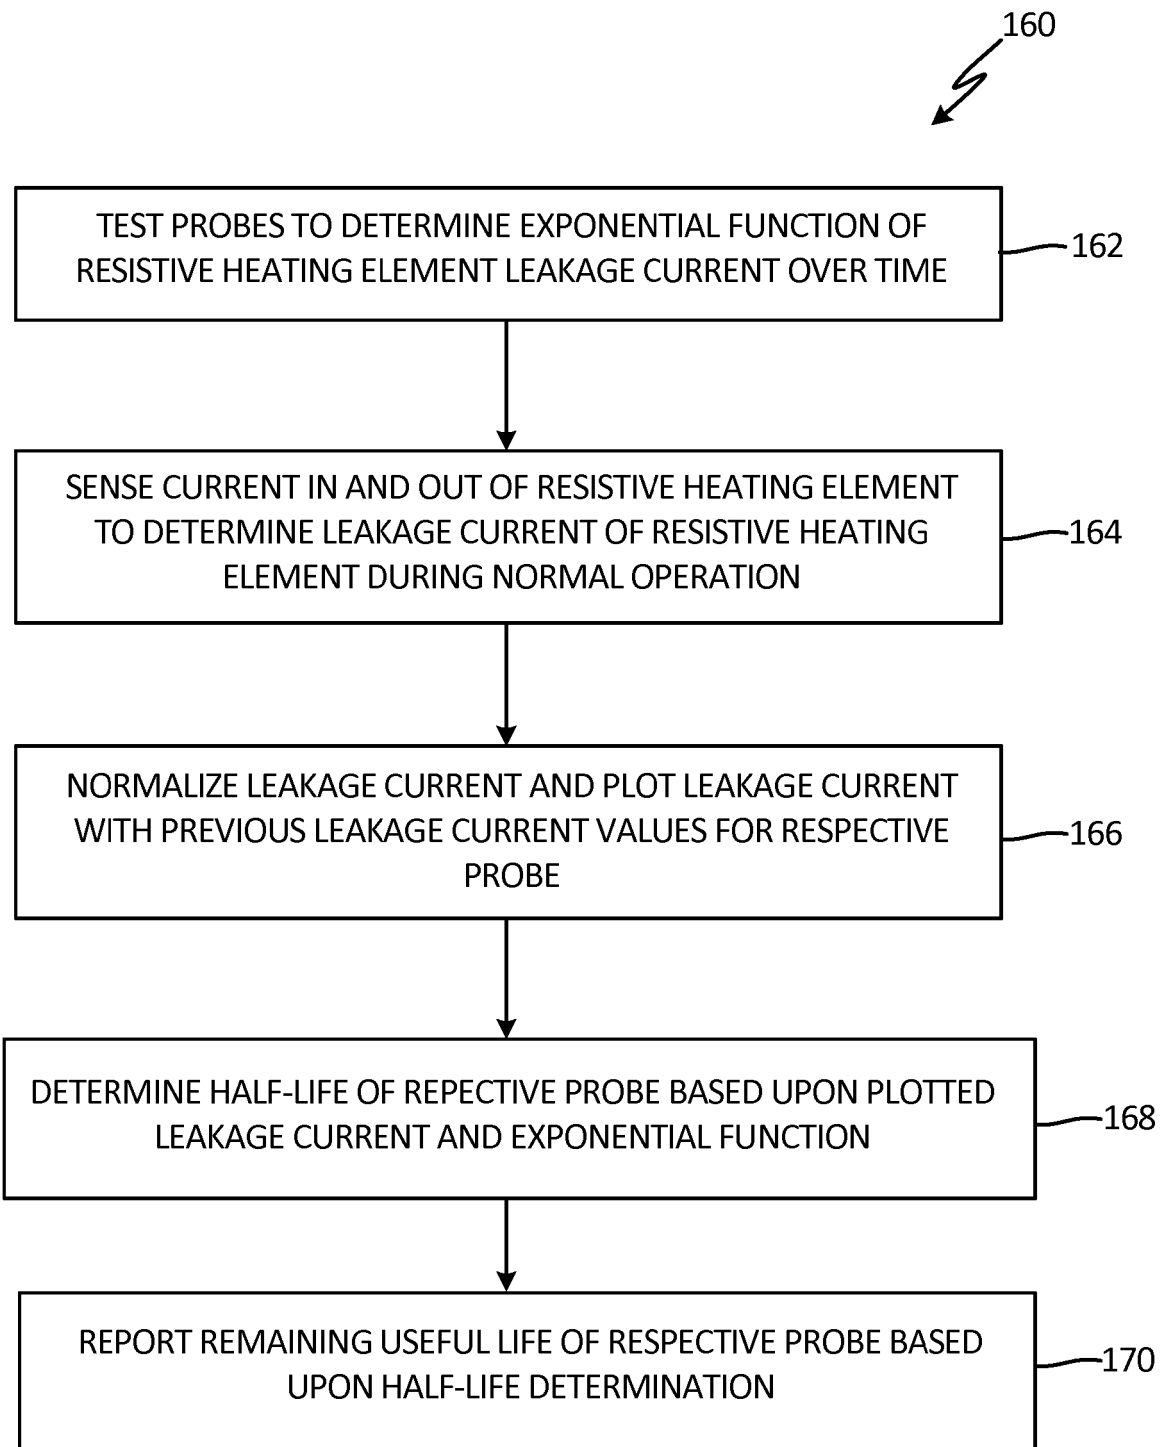 160
TEST PROBES TO DETERMINE EXPONENTIAL FUNCTION OF
RESISTIVE HEATING ELEMENT LEAKAGE CURRENT OVER TIME
162
SENSE CURRENT IN AND OUT OF RESISTIVE HEATING ELEMENT
TO DETERMINE LEAKAGE CURRENT OF RESISTIVE HEATING
ELEMENT DURING NORMAL OPERATION
164
NORMALIZE LEAKAGE CURRENT AND PLOT LEAKAGE CURRENT
WITH PREVIOUS LEAKAGE CURRENT VALUES FOR RESPECTIVE
PROBE
166
DETERMINE HALF-LIFE OF REPECTIVE PROBE BASED UPON PLOTTED
LEAKAGE CURRENT AND EXPONENTIAL FUNCTION
168
REPORT REMAINING USEFUL LIFE OF RESPECTIVE PROBE BASED
UPON HALF-LIFE DETERMINATION
170